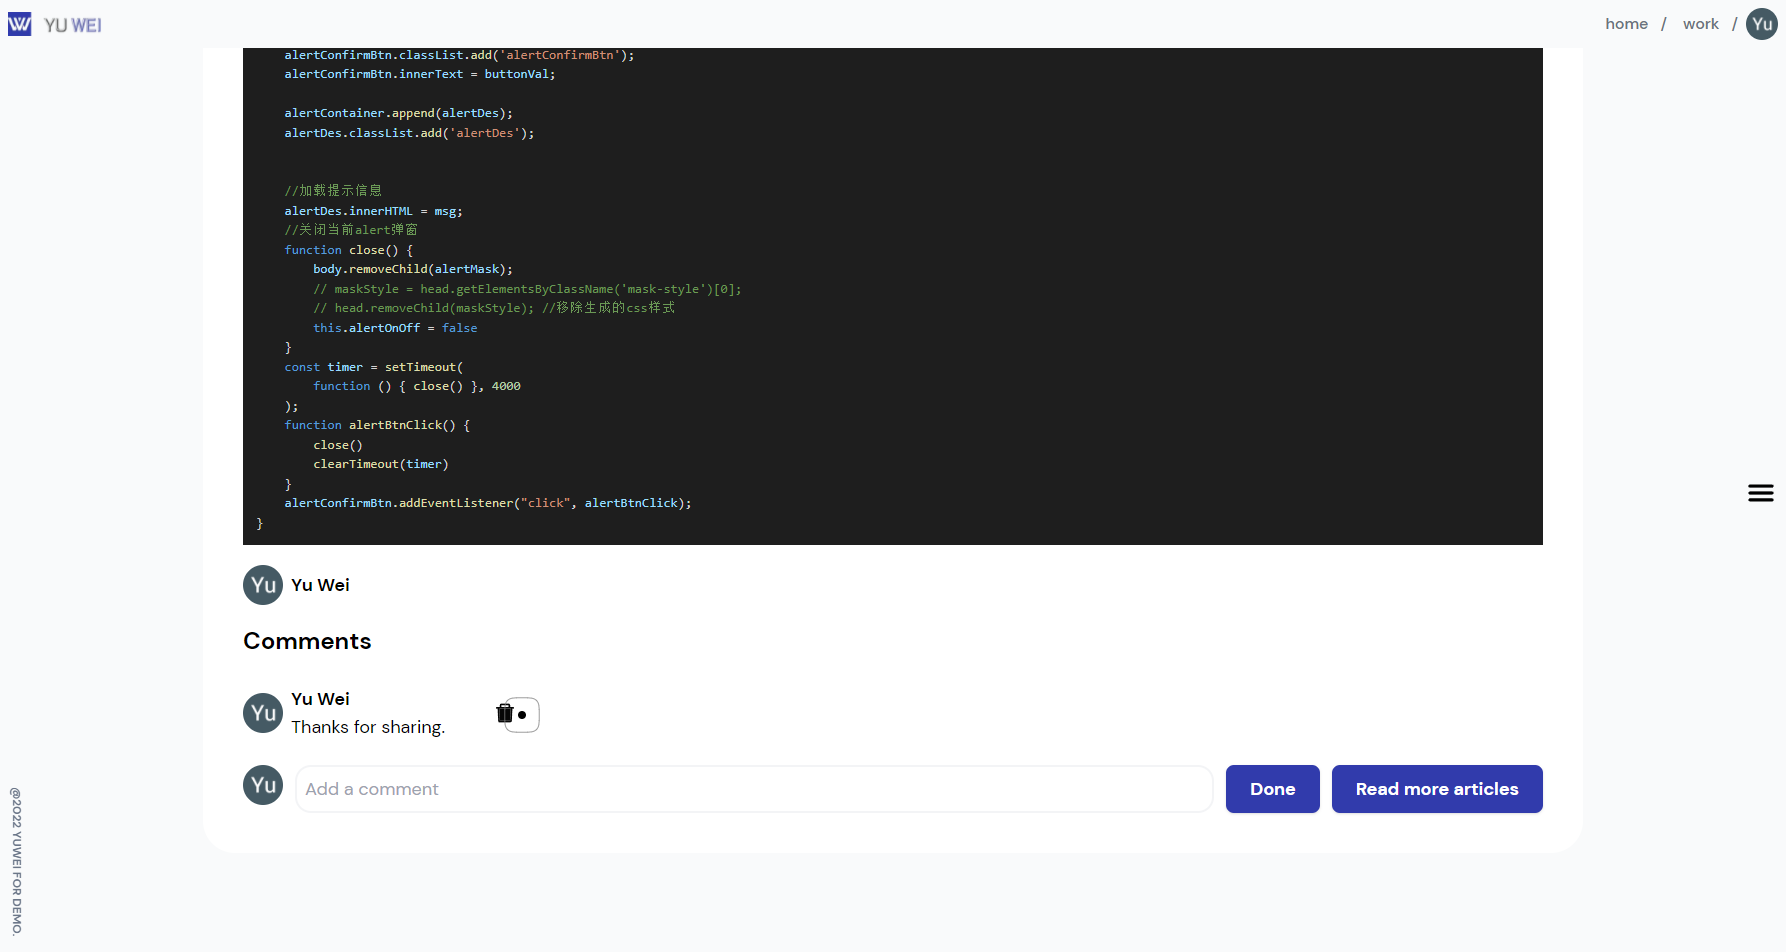 YU WEI
home / work / Yu
alertConfirmBtn.classList.add('alertConfirmBtn');
alertConfirmBtn.innerText = buttonVal;
alertContainer.append(alertDes);
alertDes.classList.add('alertDes');
//加载提示信息
alertDes.innerHTML = msg;
//关闭当前alert弹窗
function close() {
body.removeChild(alertMask);
// maskStyle = head.getElementsByClassName('mask-style')[0];
// head.removeChild(maskStyle); //移除生成的css样式
this.alertOnOff = false
}
const timer = setTimeout(
function () { close() }, 4000
);
function alertBtnClick() {
close()
clearTimeout(timer)
}
alertConfirmBtn.addEventListener("click", alertBtnClick);
}
Yu Yu Wei
Comments
Yu Yu Wei
Thanks for sharing.
Yu Add a comment Done Read more articles
@2022 YUWEI FOR DEMO.